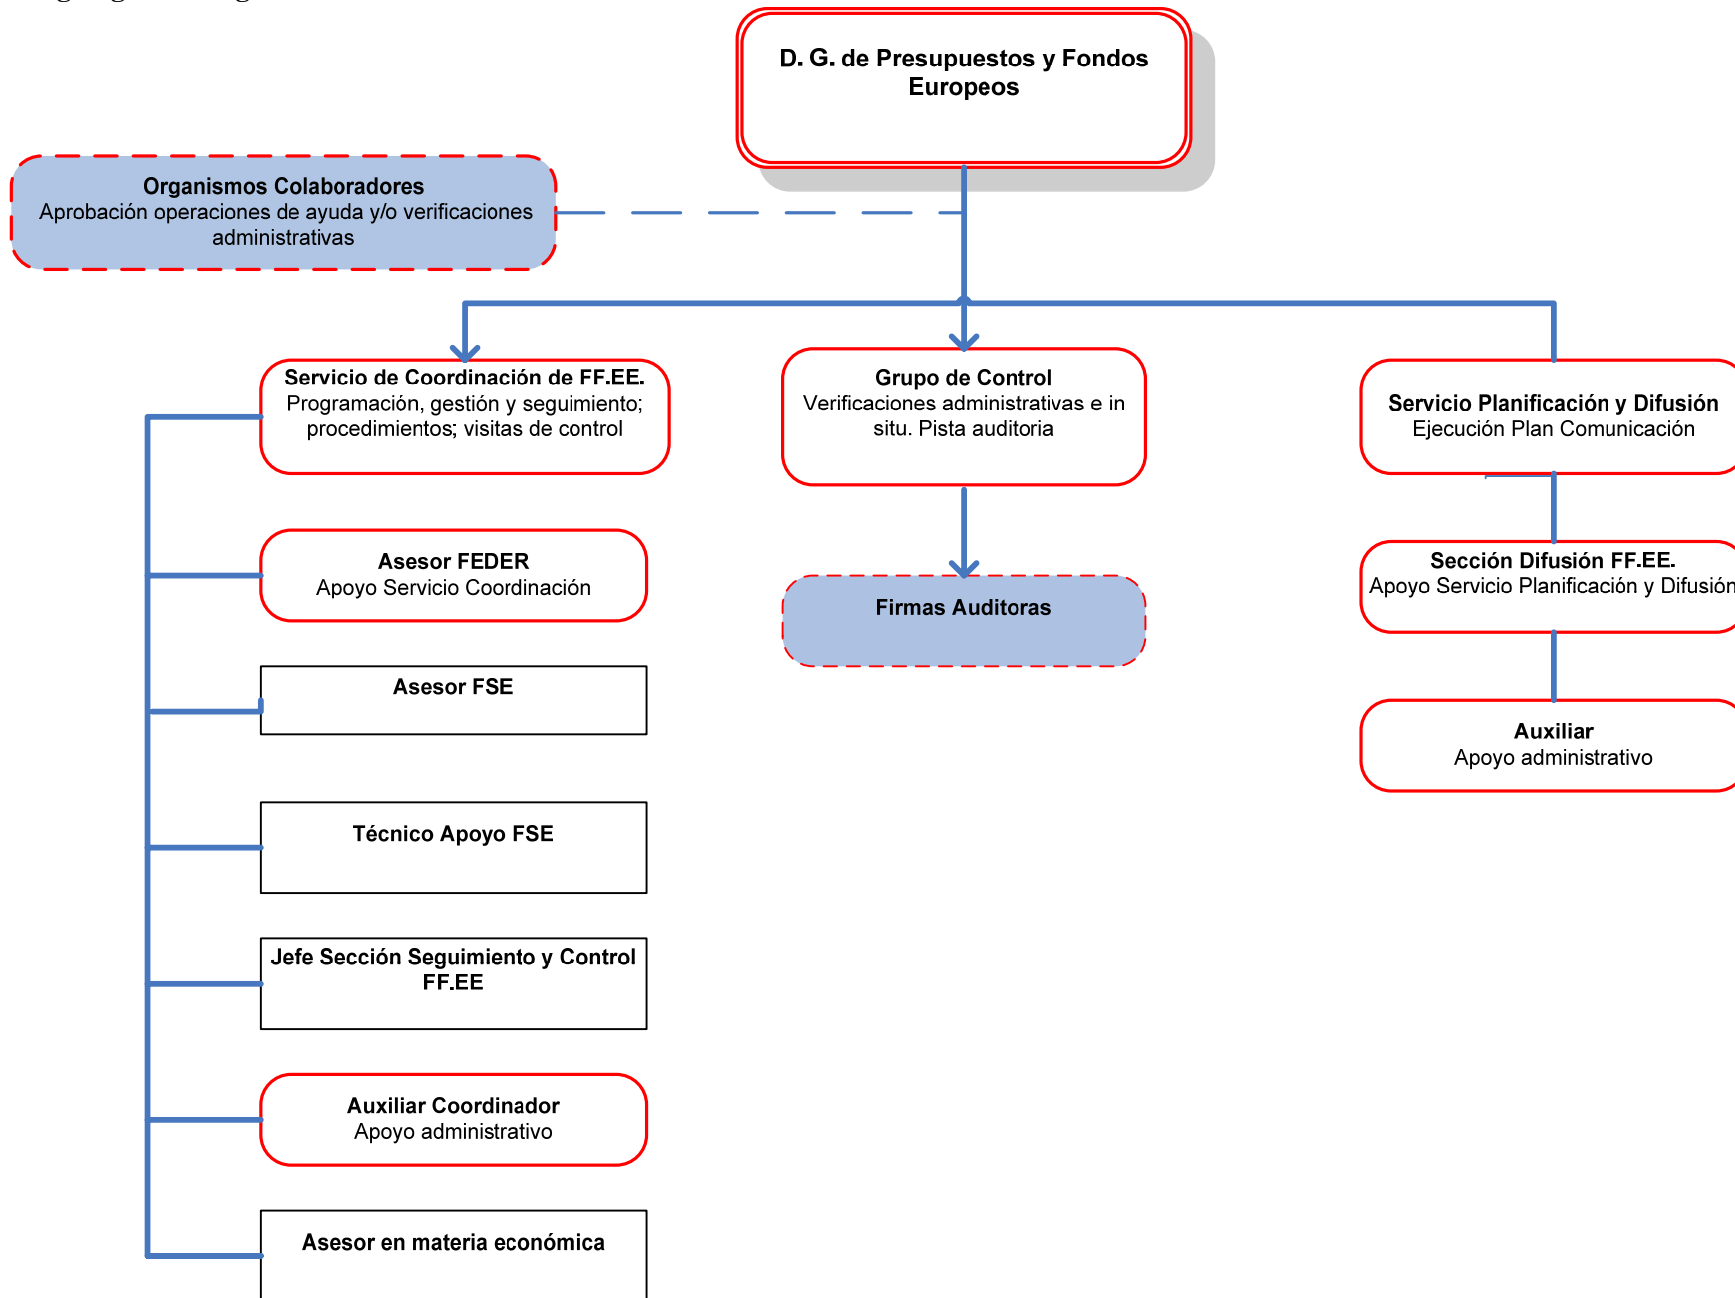 D. G. de Presupuestos y Fondos
Europeos
Organismos Colaboradores
Aprobación operaciones de ayuda y/o verificaciones
administrativas
Servicio de Coordinación de FF.EE.
Programación, gestión y seguimiento;
procedimientos; visitas de control
Grupo de Control
Verificaciones administrativas e in
situ. Pista auditoria
Servicio Planificación y Difusión
Ejecución Plan Comunicación
Asesor FEDER
Apoyo Servicio Coordinación
Firmas Auditoras
Sección Difusión FF.EE.
Apoyo Servicio Planificación y Difusión
Asesor FSE
Auxiliar
Apoyo administrativo
Técnico Apoyo FSE
Jefe Sección Seguimiento y Control
FF.EE
Auxiliar Coordinador
Apoyo administrativo
Asesor en materia económica